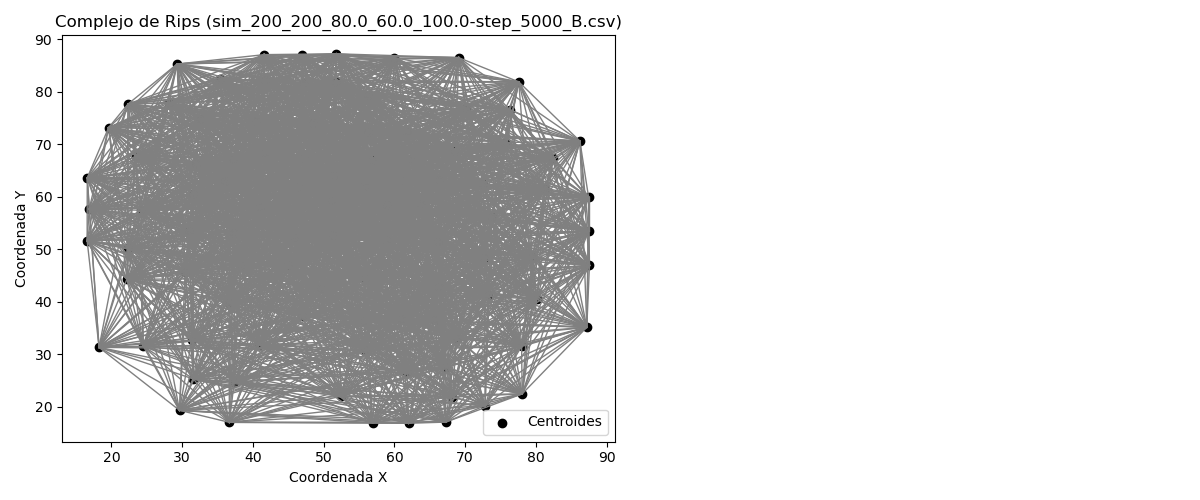 Complejo de Rips (sim_200_200_80.0_60.0_100.0-step_5000_B.csv)
90
80
70
60
50
40
30
20
Coordenada Y
Centroides
20 30 40 50 60 70 80 90
Coordenada X